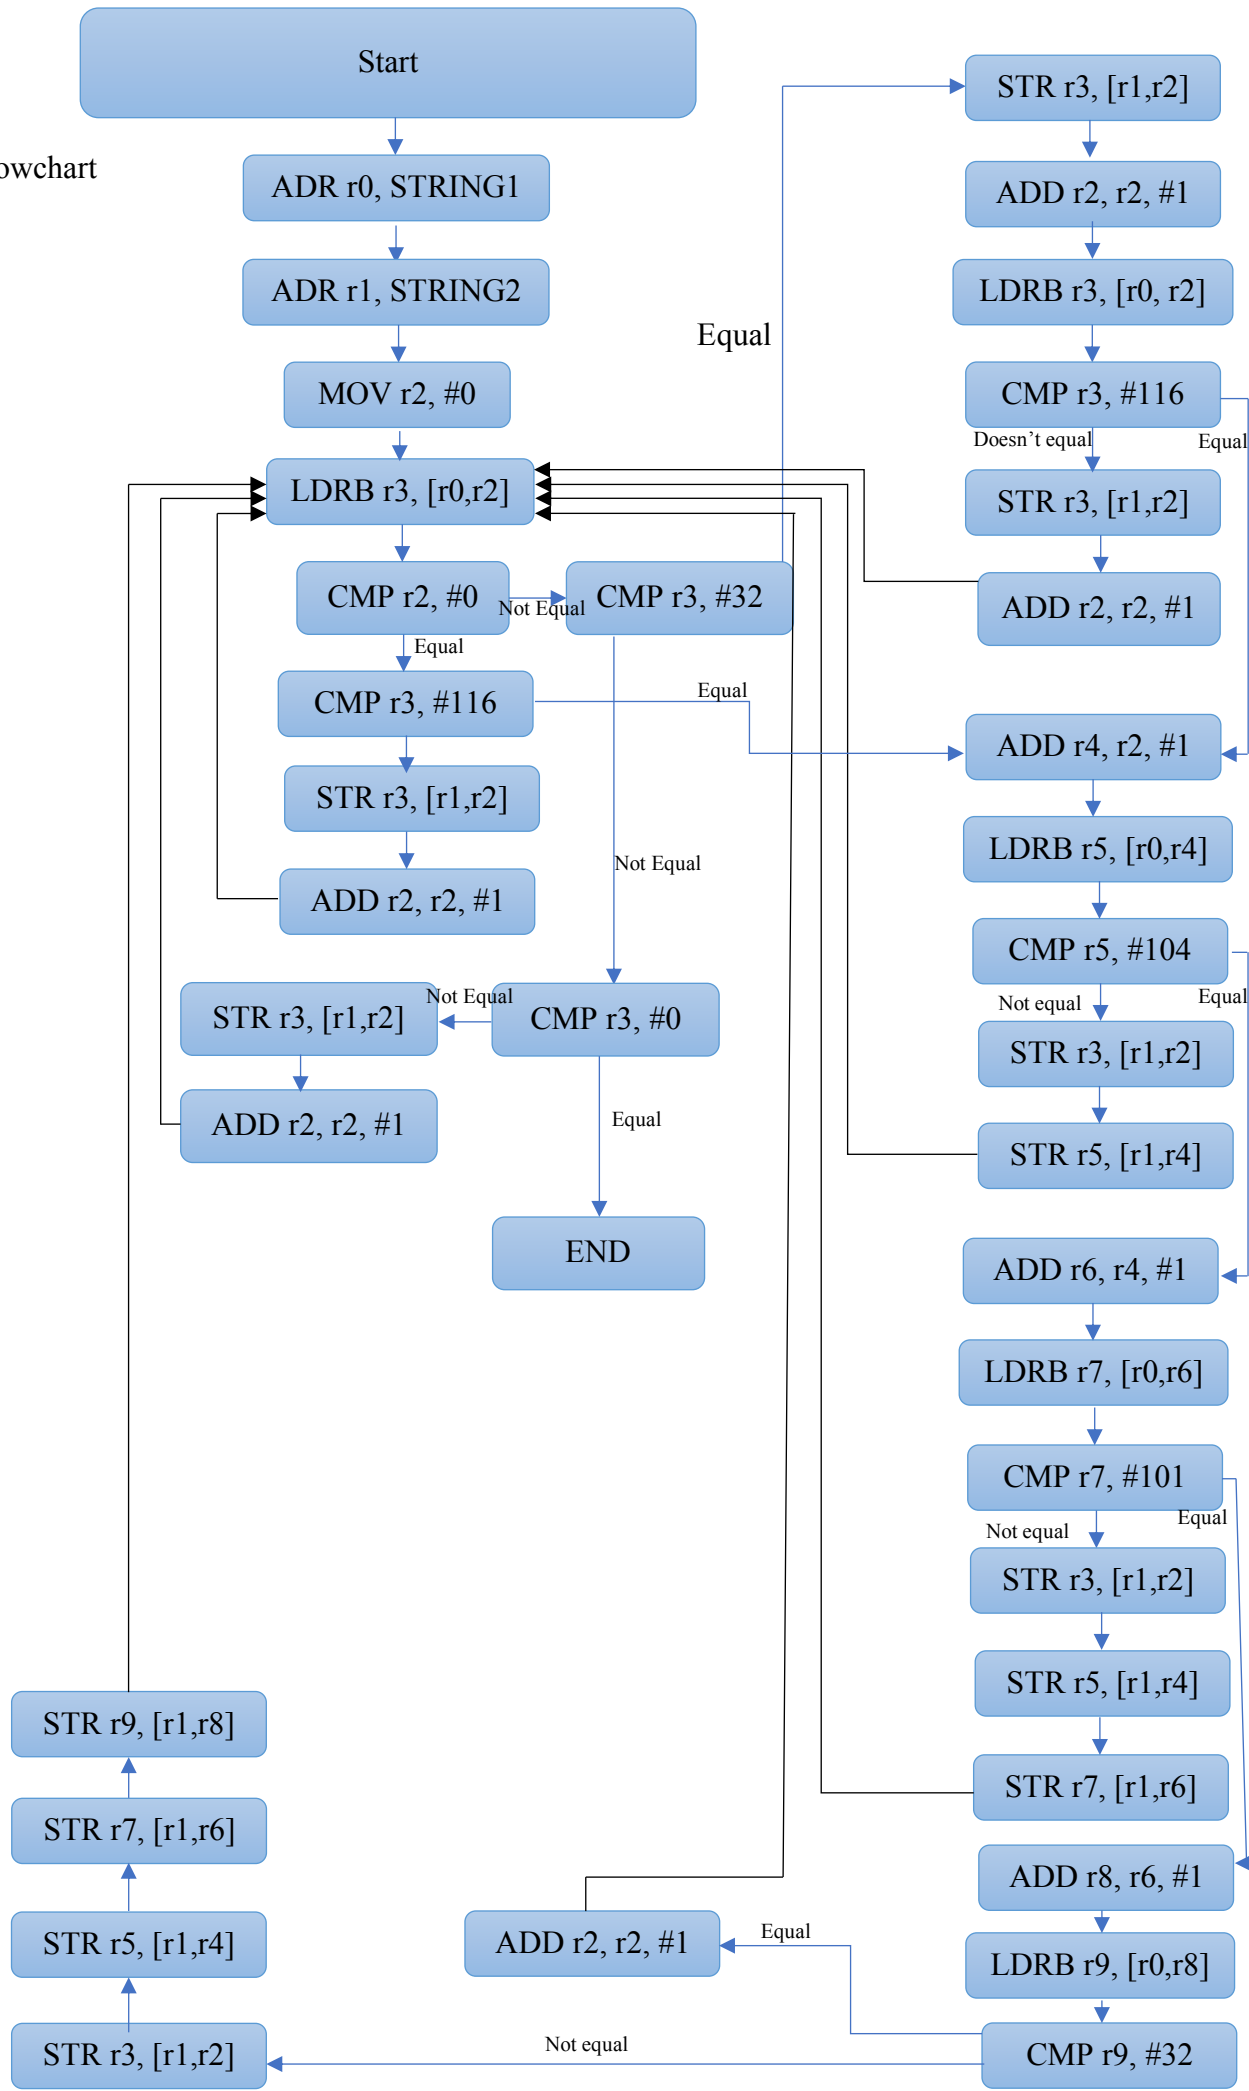 Start
owchart
ADR r0, STRING1
ADR r1, STRING2
MOV r2, #0
LDRB r3, [r0,r2]
CMP r2, #0
Not Equal
CMP r3, #32
Equal
Equal
CMP r3, #116
Equal
STR r3, [r1,r2]
ADD r2, r2, #1
Not Equal
STR r3, [r1,r2]
Not Equal
CMP r3, #0
ADD r2, r2, #1
Equal
END
STR r3, [r1,r2]
ADD r2, r2, #1
LDRB r3, [r0, r2]
CMP r3, #116
Doesn’t equal
Equal
STR r3, [r1,r2]
ADD r2, r2, #1
ADD r4, r2, #1
LDRB r5, [r0,r4]
CMP r5, #104
Not equal
Equal
STR r3, [r1,r2]
STR r5, [r1,r4]
ADD r6, r4, #1
LDRB r7, [r0,r6]
CMP r7, #101
Equal
Not equal
STR r3, [r1,r2]
STR r5, [r1,r4]
STR r7, [r1,r6]
ADD r8, r6, #1
LDRB r9, [r0,r8]
CMP r9, #32
Equal
ADD r2, r2, #1
Not equal
STR r9, [r1,r8]
STR r7, [r1,r6]
STR r5, [r1,r4]
STR r3, [r1,r2]